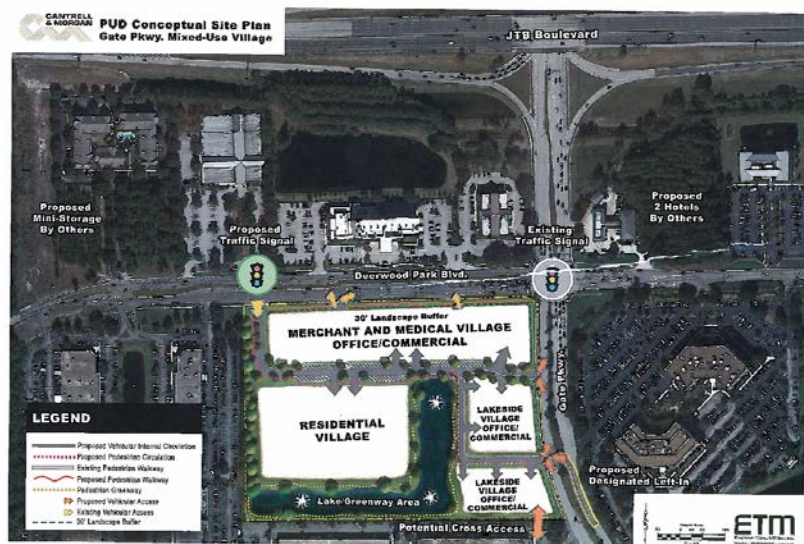 CANTRELL
& MORGAN
PUD Conceptual Site Plan
Gate Pkwy. Mixed-Use Village
JTB Boulevard
Proposed
Mini-Storage
By Others
Proposed
Traffic Signal
Existing
Traffic Signal
Proposed
2 Hotels
By Others
Deerwood Park Blvd.
30' Landscape Buffer
MERCHANT AND MEDICAL VILLAGE
OFFICE/COMMERCIAL
Gate Pkwy.
RESIDENTIAL
VILLAGE
LAKESIDE
VILLAGE
OFFICE/
COMMERCIAL
LAKESIDE
VILLAGE
OFFICE/
COMMERCIAL
Lake/Greenway Area
Proposed
Designated Left-In
Potential Cross Access
LEGEND
Proposed Vehicular Internal Circulation
Proposed Pedestrian Circulation
Existing Pedestrian Walkway
Proposed Pedestrian Walkway
Pedestrian Greenway
Proposed Vehicular Access
Existing Vehicular Access
30' Landscape Buffer
ETM